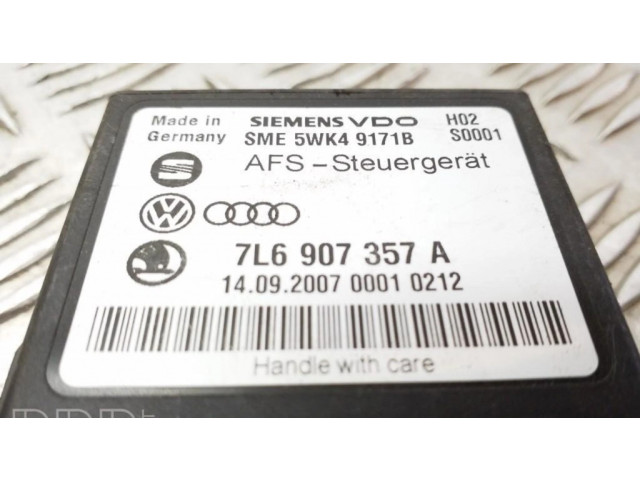 Made in Germany
SIEMENS VDO
H02
SME 5WK4 9171B
S0001
AFS-Steuergerät
7L6 907 357 A
14.09.2007 0001 0212
Handle with care